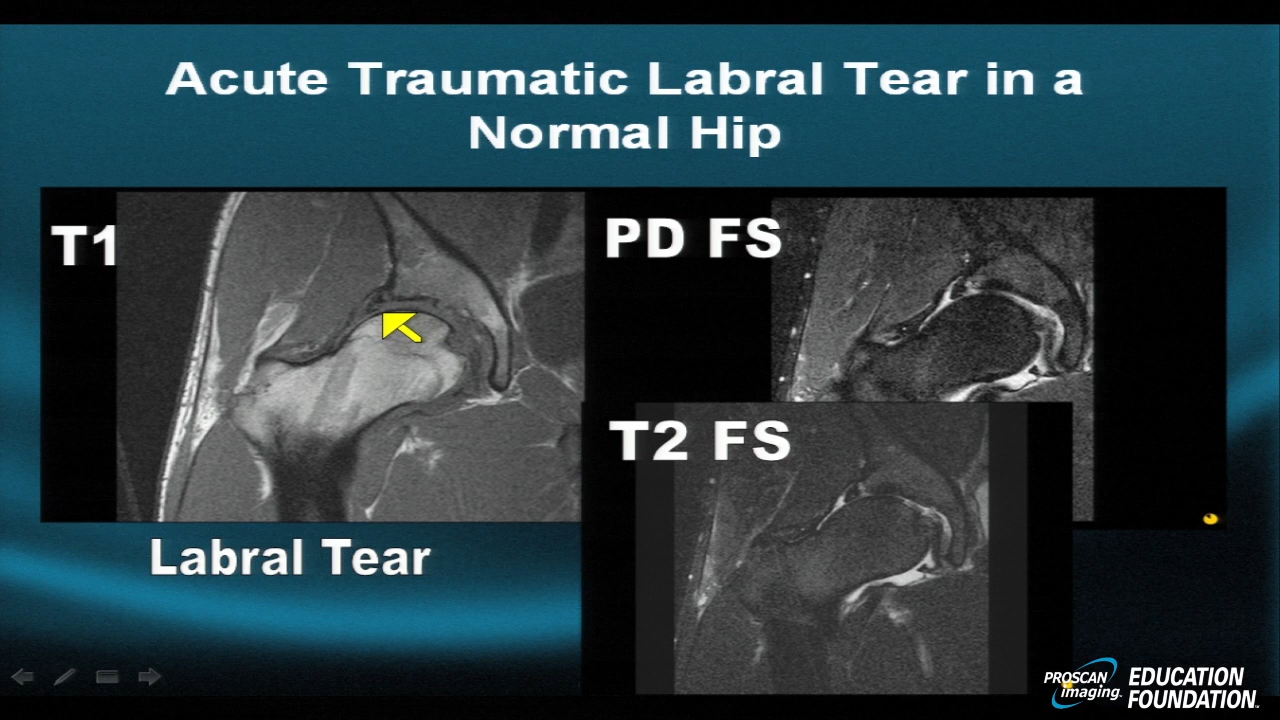 Acute Traumatic Labral Tear in a
Normal Hip
T1
PD FS
T2 FS
Labral Tear
PROSCAN
imaging.
EDUCATION
FOUNDATION.